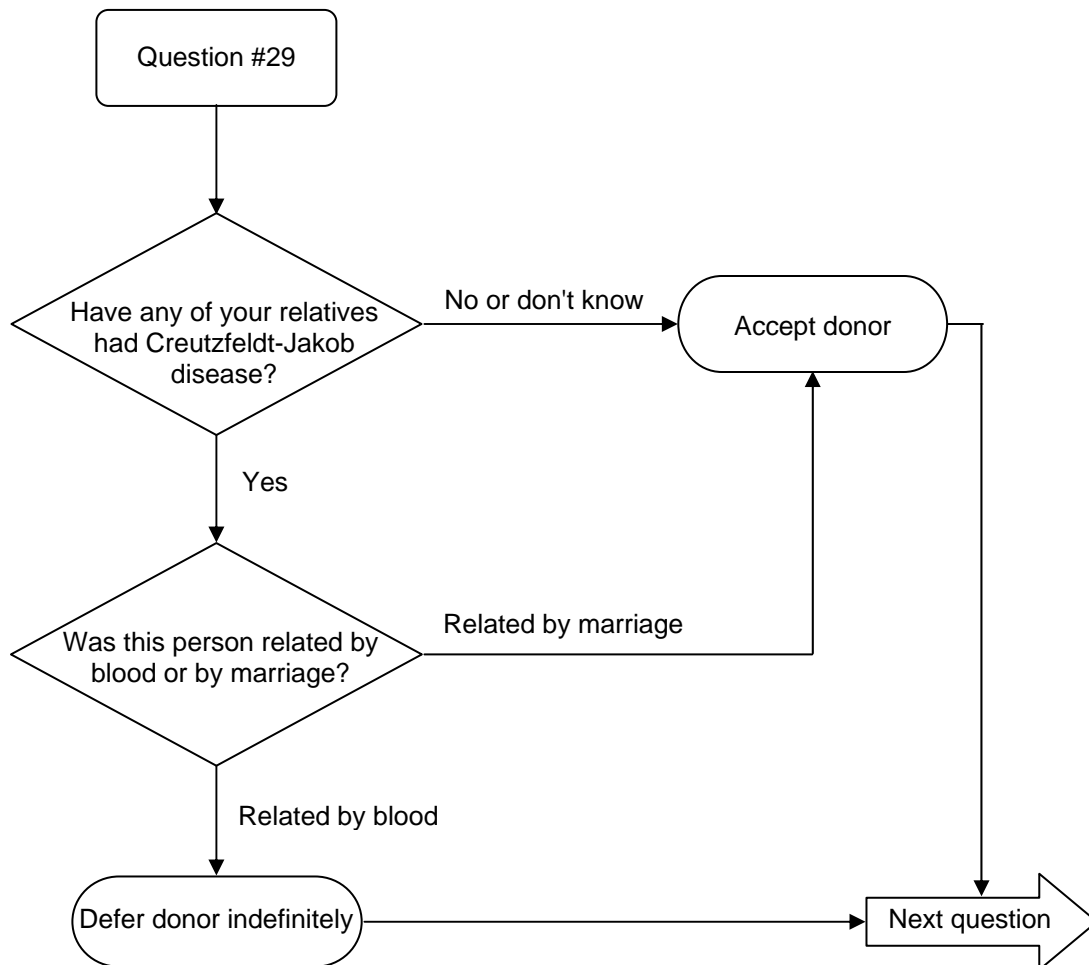 Question #29
Have any of your relatives
had Creutzfeldt-Jakob
disease?
No or don't know
Accept donor
Yes
Was this person related by
blood or by marriage?
Related by marriage
Related by blood
Defer donor indefinitely
Next question